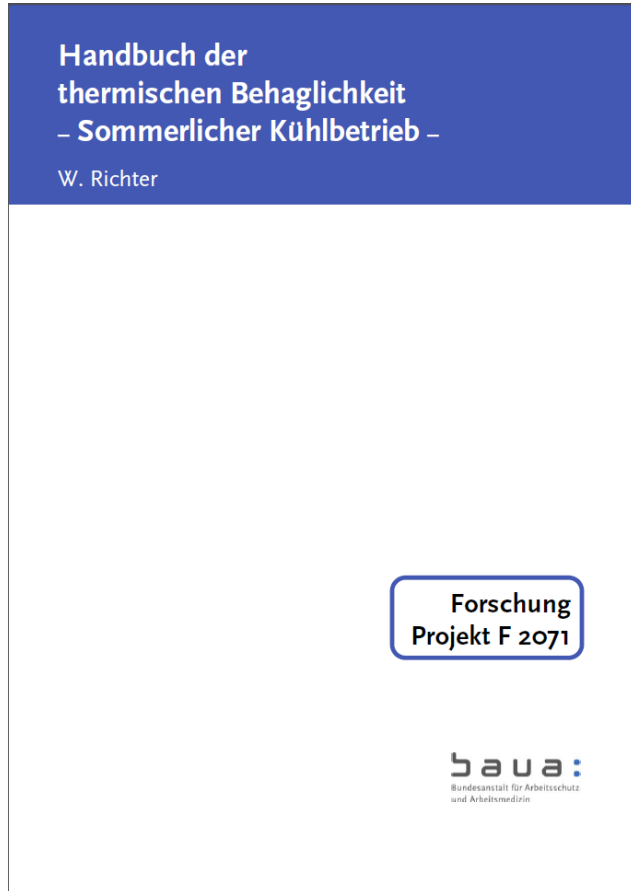 Handbuch der
thermischen Behaglichkeit
– Sommerlicher Kühlbetrieb –
W. Richter
Forschung
Projekt F 2071
baua:
Bundesanstalt für Arbeitsschutz
und Arbeitsmedizin